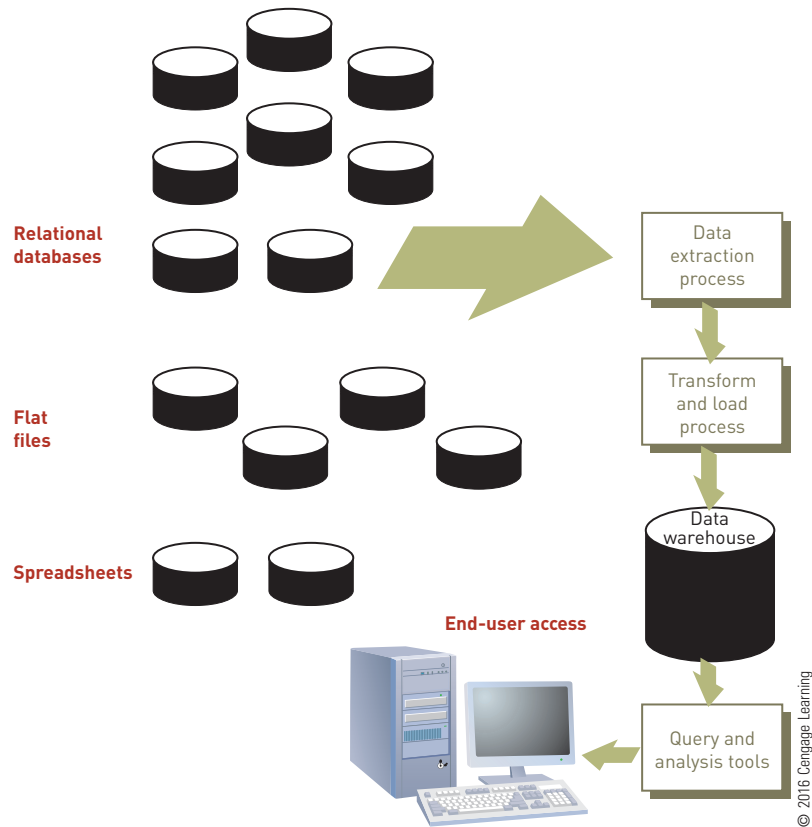 Relational
databases
Data
extraction
process
Transform
and load
process
Flat
files
Data
warehouse
Spreadsheets
End-user access
Query and
analysis tools
© 2016 Cengage Learning